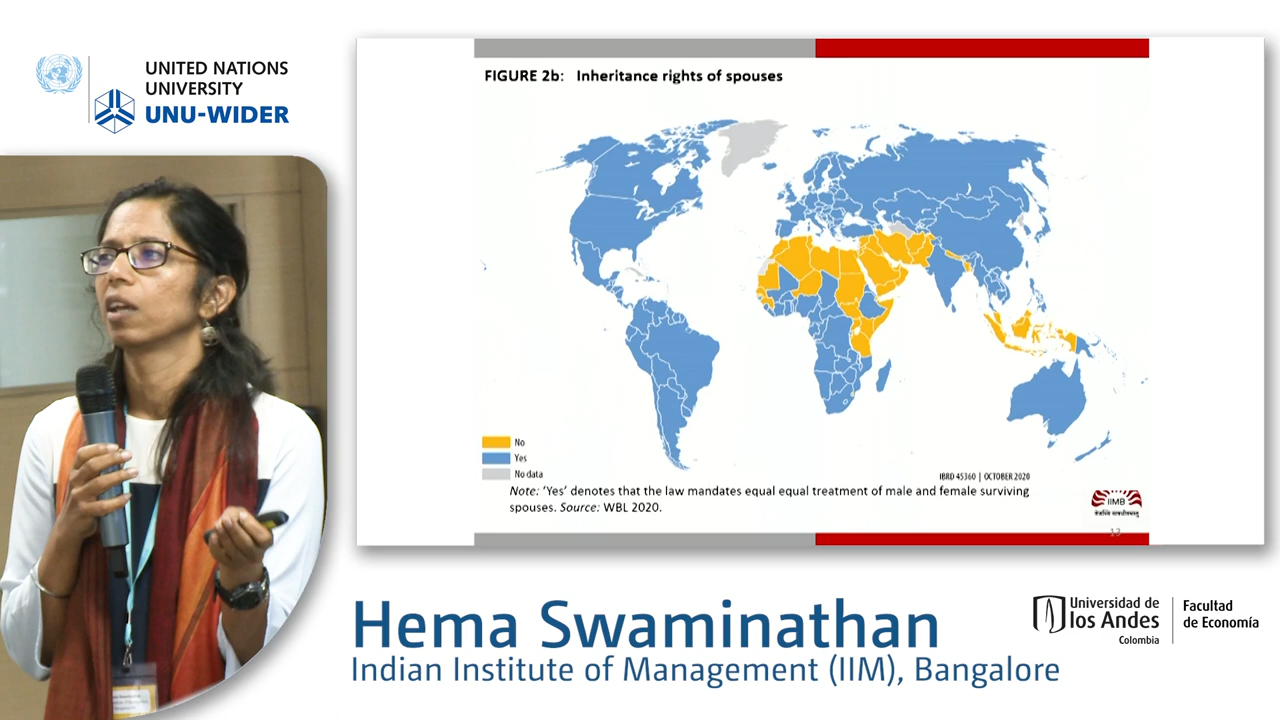 UNITED NATIONS
UNIVERSITY
UNU-WIDER
FIGURE 2b: Inheritance rights of spouses
No
Yes
No data
IBRD 45360 | OCTOBER 2020
Note: 'Yes' denotes that the law mandates equal equal treatment of male and female surviving
spouses. Source: WBL 2020.
IIMB
13
Hema Swaminathan
Indian Institute of Management (IIM), Bangalore
Universidad de
los Andes
Colombia
Facultad
de Economía